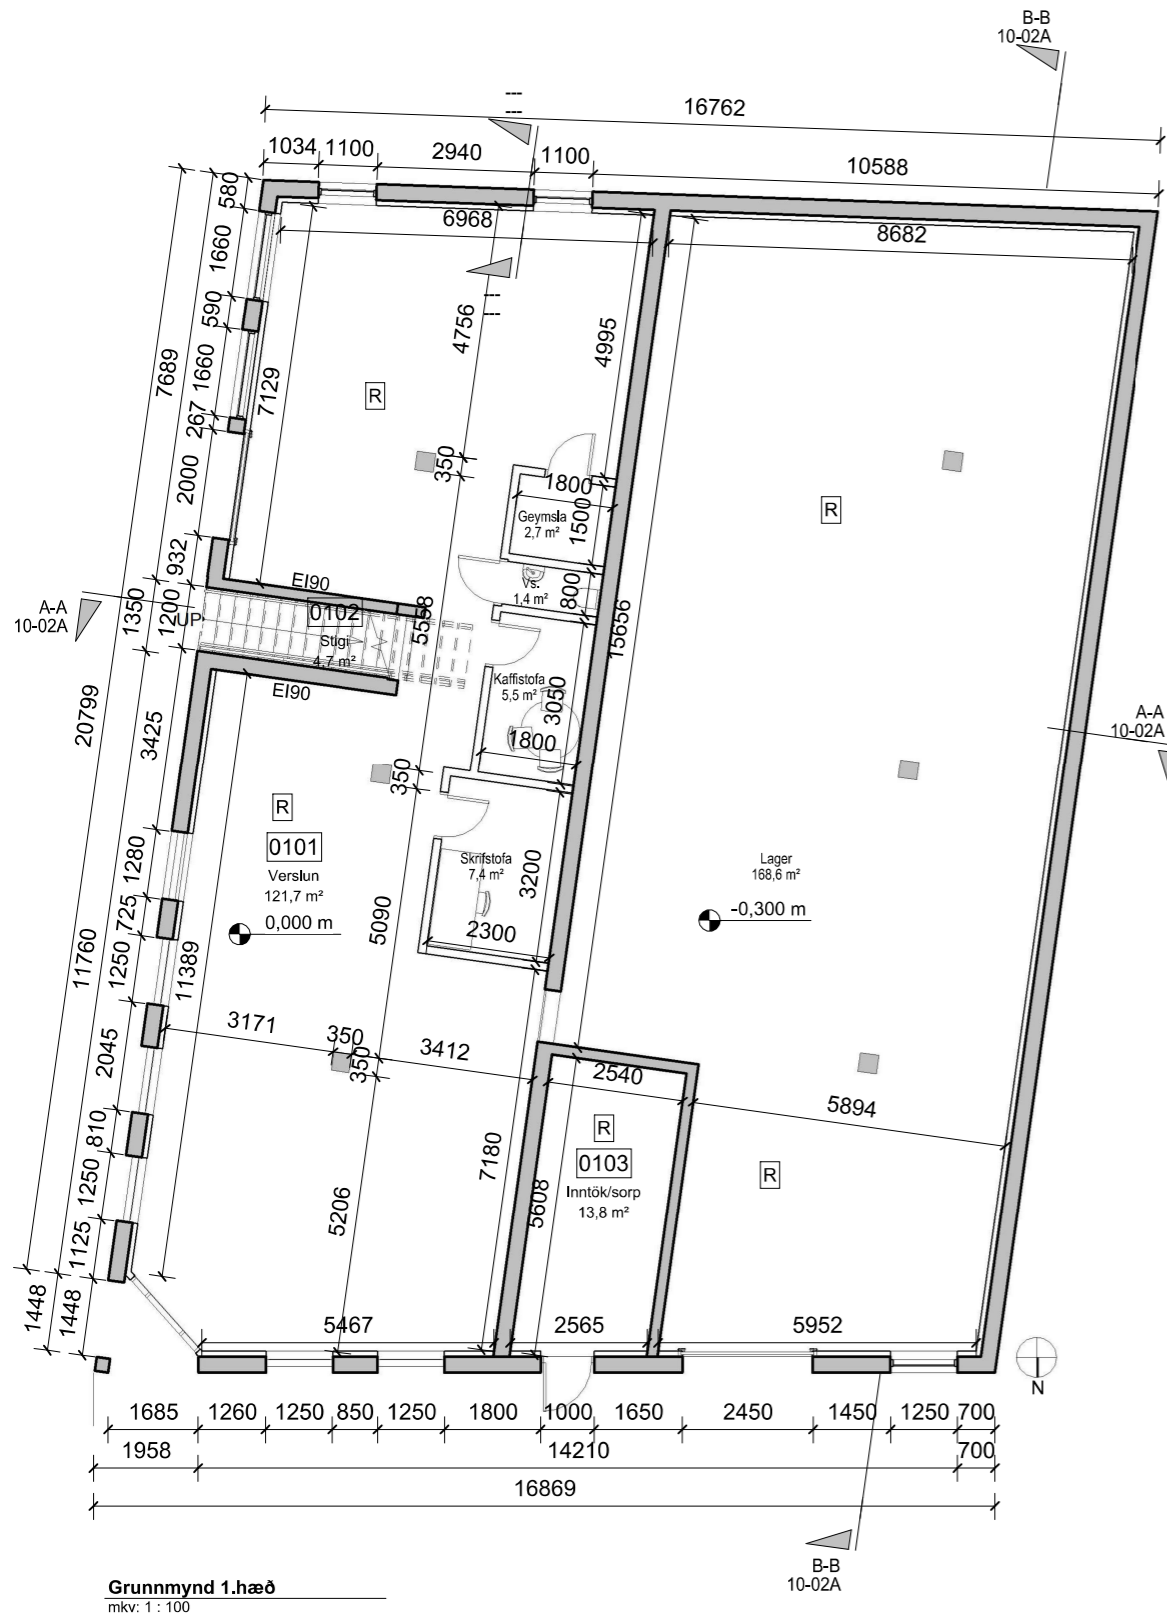 B-B
10-02A
---
---
16762
1034
1100
2940
1100
10588
580
6968
8682
1660
---
---
590
4756
4995
7689
1660
7129
R
267
350
2000
1800
R
Geymsla
2,7 m²
1500
932
EI90
Vs.
1,4 m²
800
A-A
10-02A
1350
1200
UP
0102
Stigi
4,7 m²
5558
15656
EI90
Kaffistofa
5,5 m²
3050
20799
3425
1800
A-A
10-02A
350
R
0101
Verslun
121,7 m²
0,000 m
1280
Skrifstofa
7,4 m²
3200
Lager
168,6 m²
-0,300 m
725
5090
2300
11760
1250
11389
3171
350
350
3412
2540
2045
5894
810
R
0103
Inntök/sorp
13,8 m²
7180
5608
R
1250
5206
1125
1448
1448
5467
2565
5952
N
1685
1260
1250
850
1250
1800
1000
1650
2450
1450
1250
700
1958
14210
700
16869
B-B
10-02A
Grunnmynd 1.hæð
mkv: 1 : 100